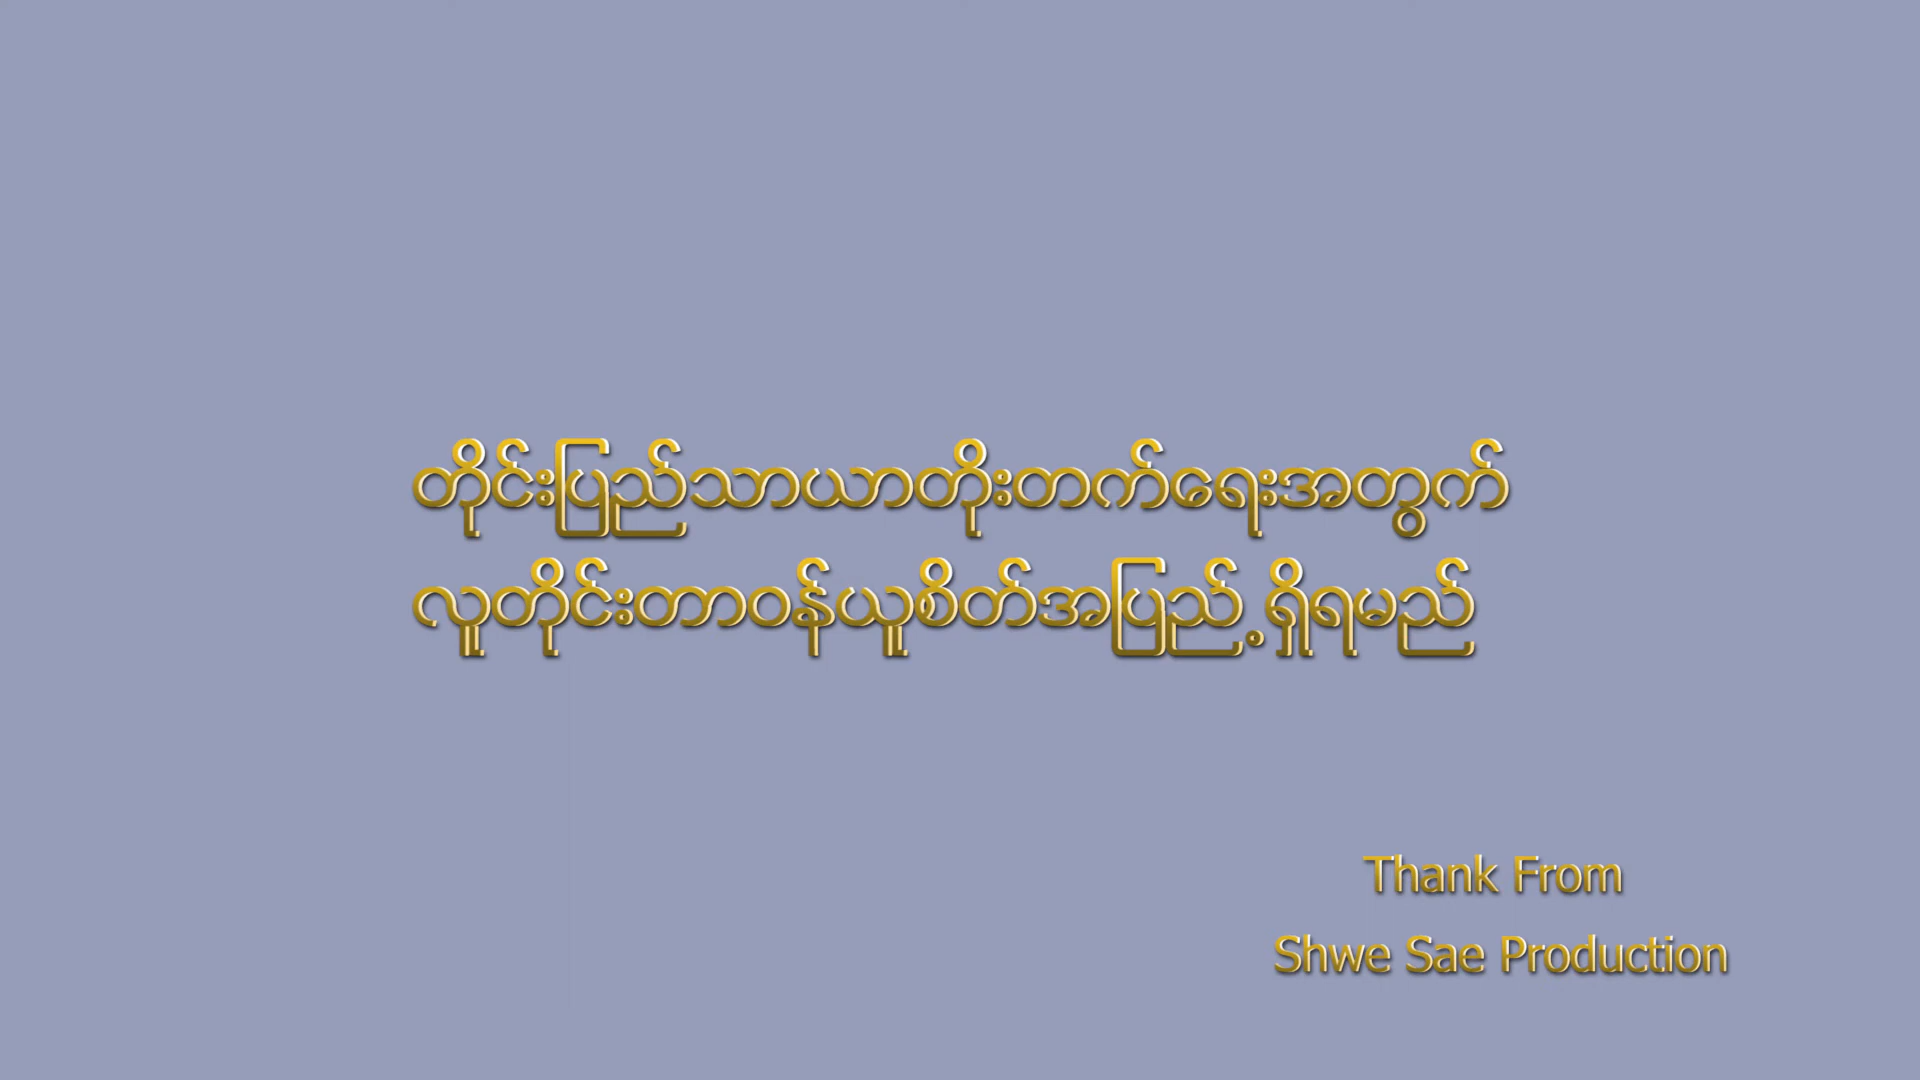 တိုင်းပြည်သာယာတိုးတက်ရေးအတွက်
လူတိုင်းတာဝန်ယူစိတ်အပြည့်ရှိရမည်
Thank From
Shwe Sae Production